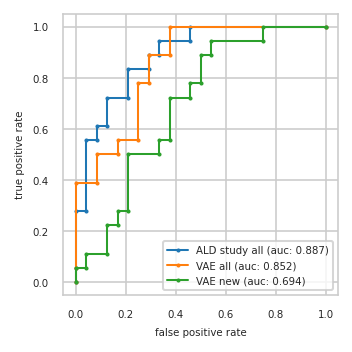 1.0
0.8
0.6
0.4
0.2
0.0
true positive rate
ALD study all (auc: 0.887)
VAE all (auc: 0.852)
VAE new (auc: 0.694)
0.0 0.2 0.4 0.6 0.8 1.0
false positive rate